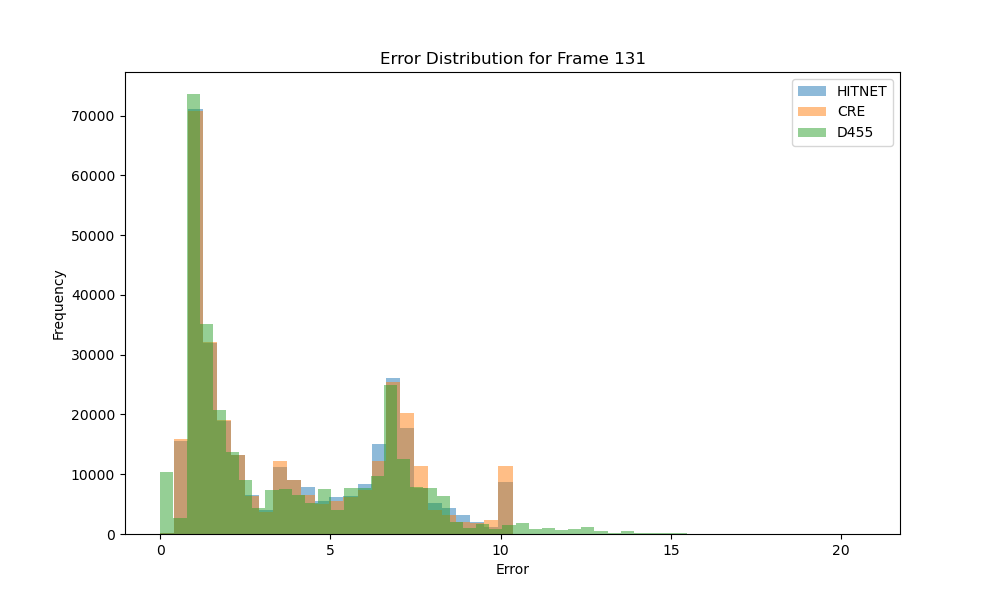 Error Distribution for Frame 131
HITNET
CRE
D455
70000
60000
50000
40000
30000
20000
10000
0
Frequency
0 5 10 15 20
Error